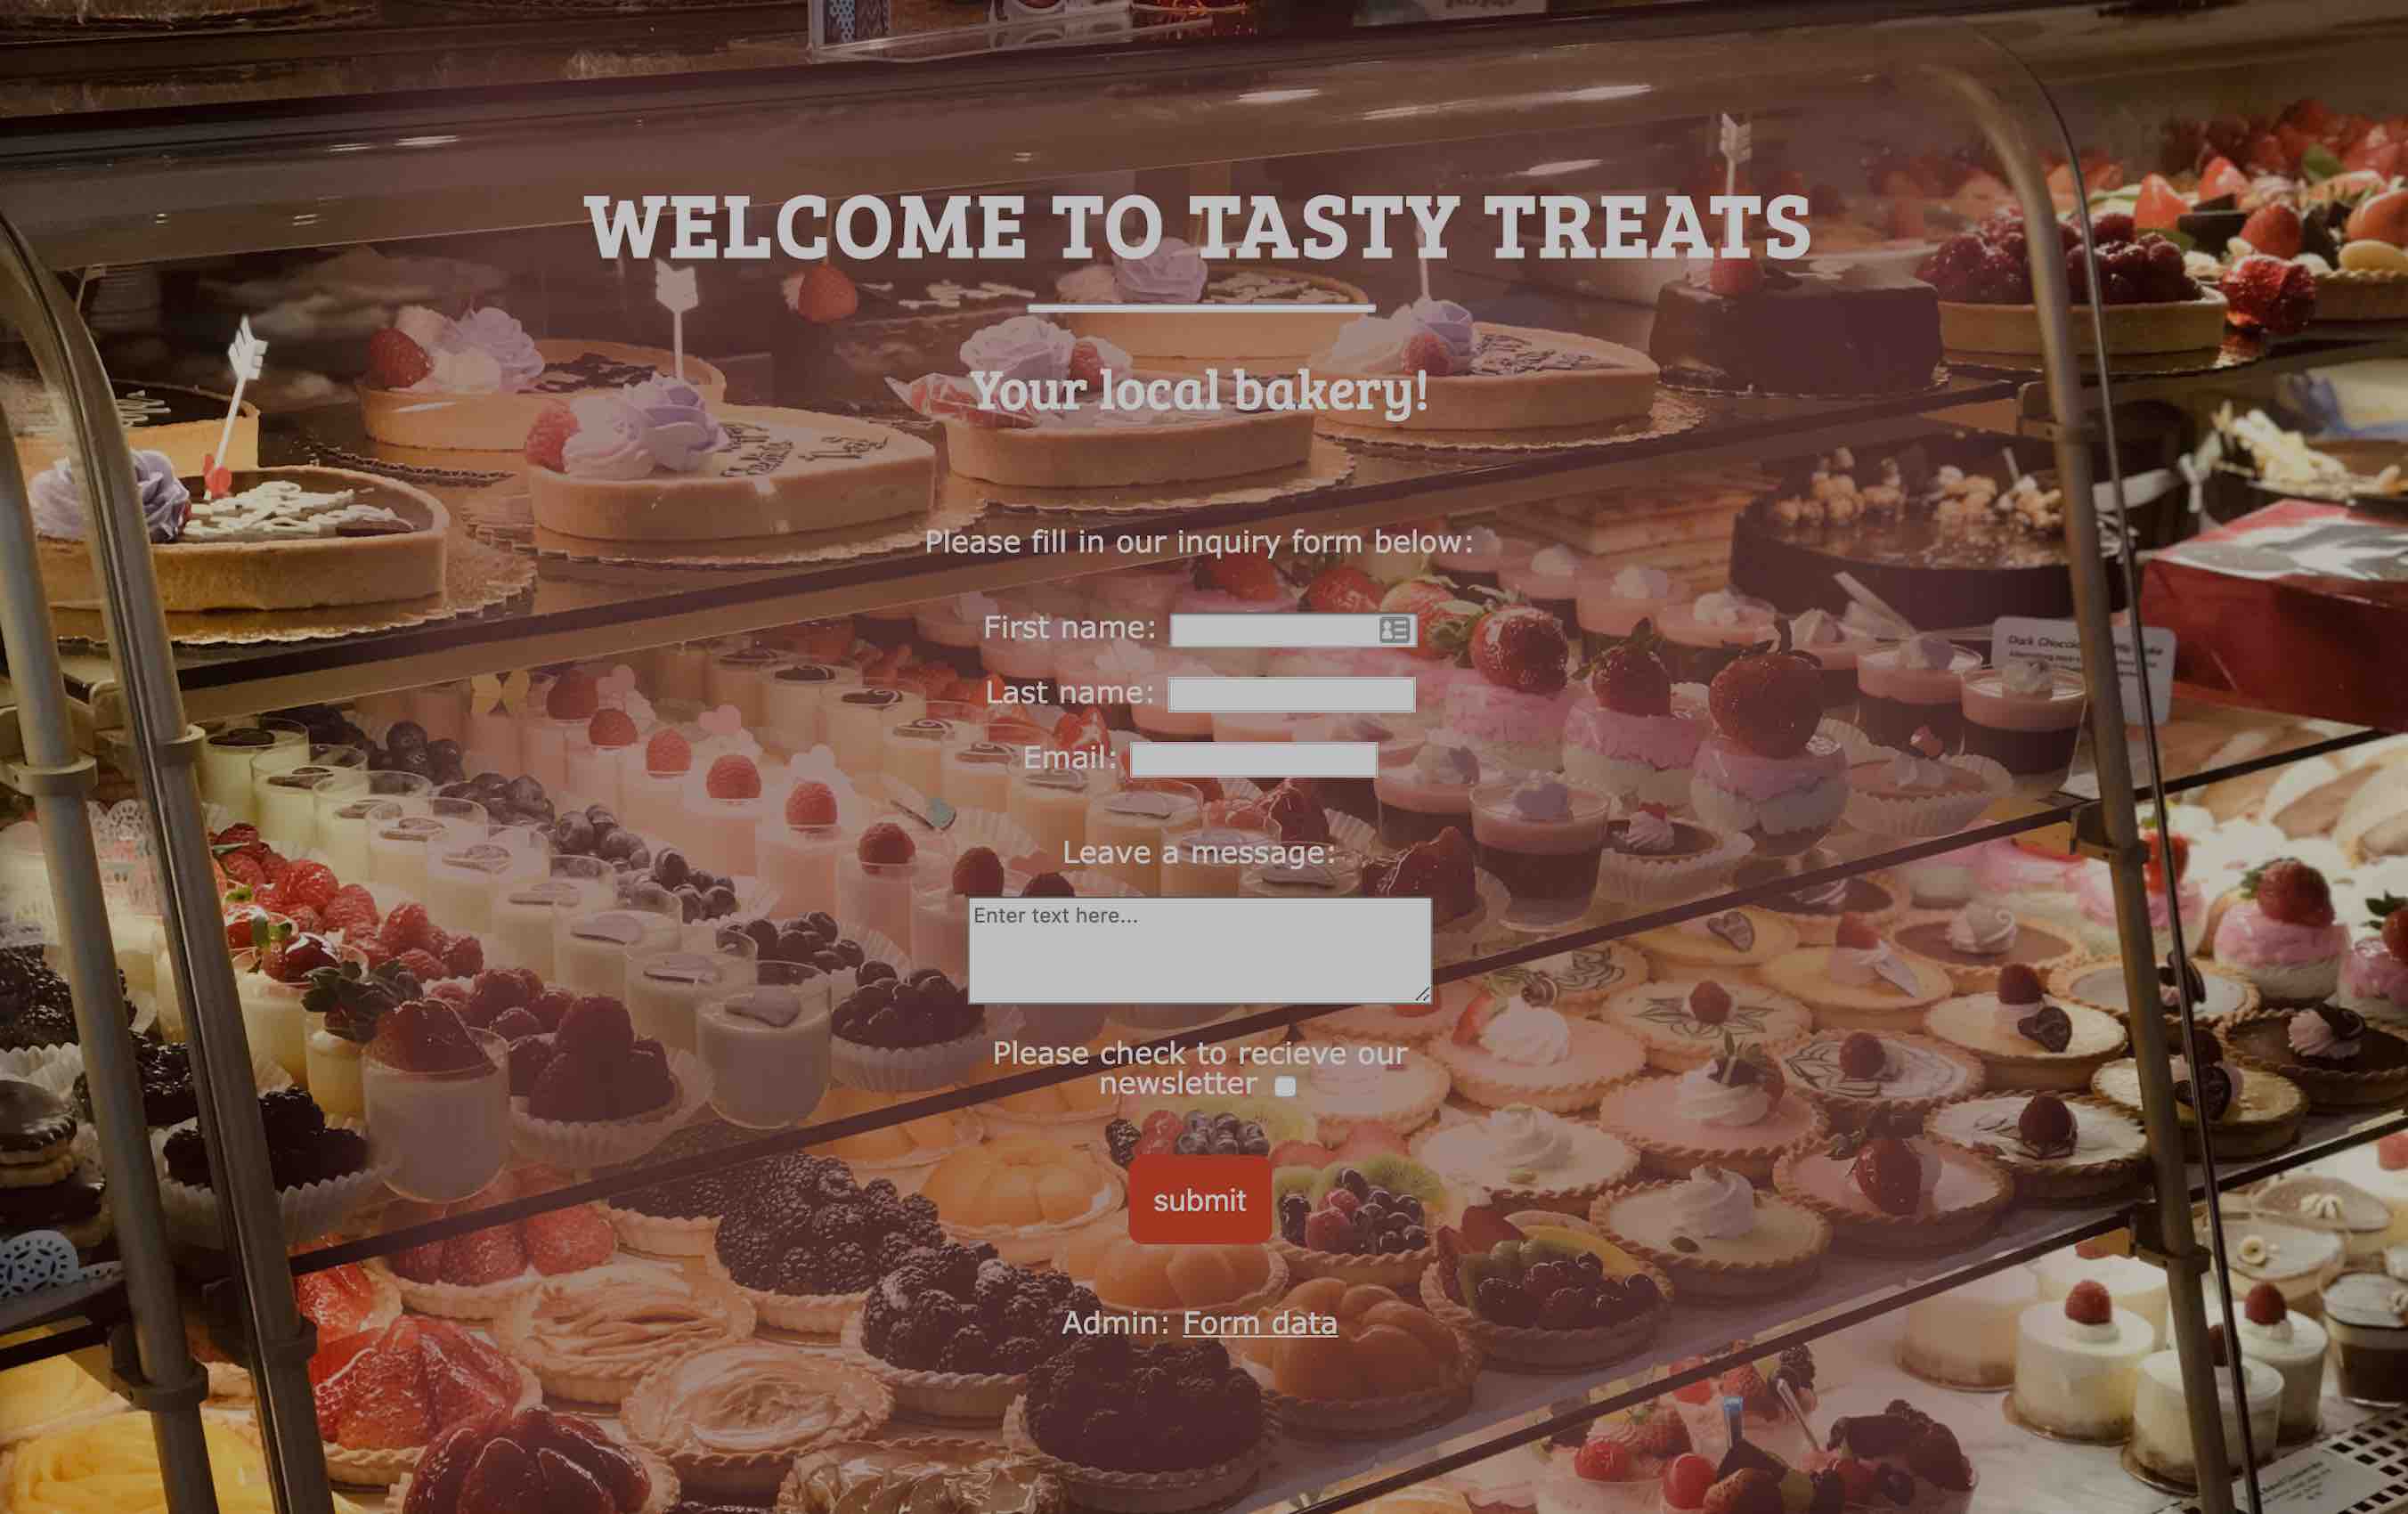 WELCOME TO TASTY TREATS
Your local bakery!
Please fill in our inquiry form below:
First name:
Last name:
Email:
Leave a message:
Enter text here...
Please check to recieve our
newsletter
submit
Admin: Form data